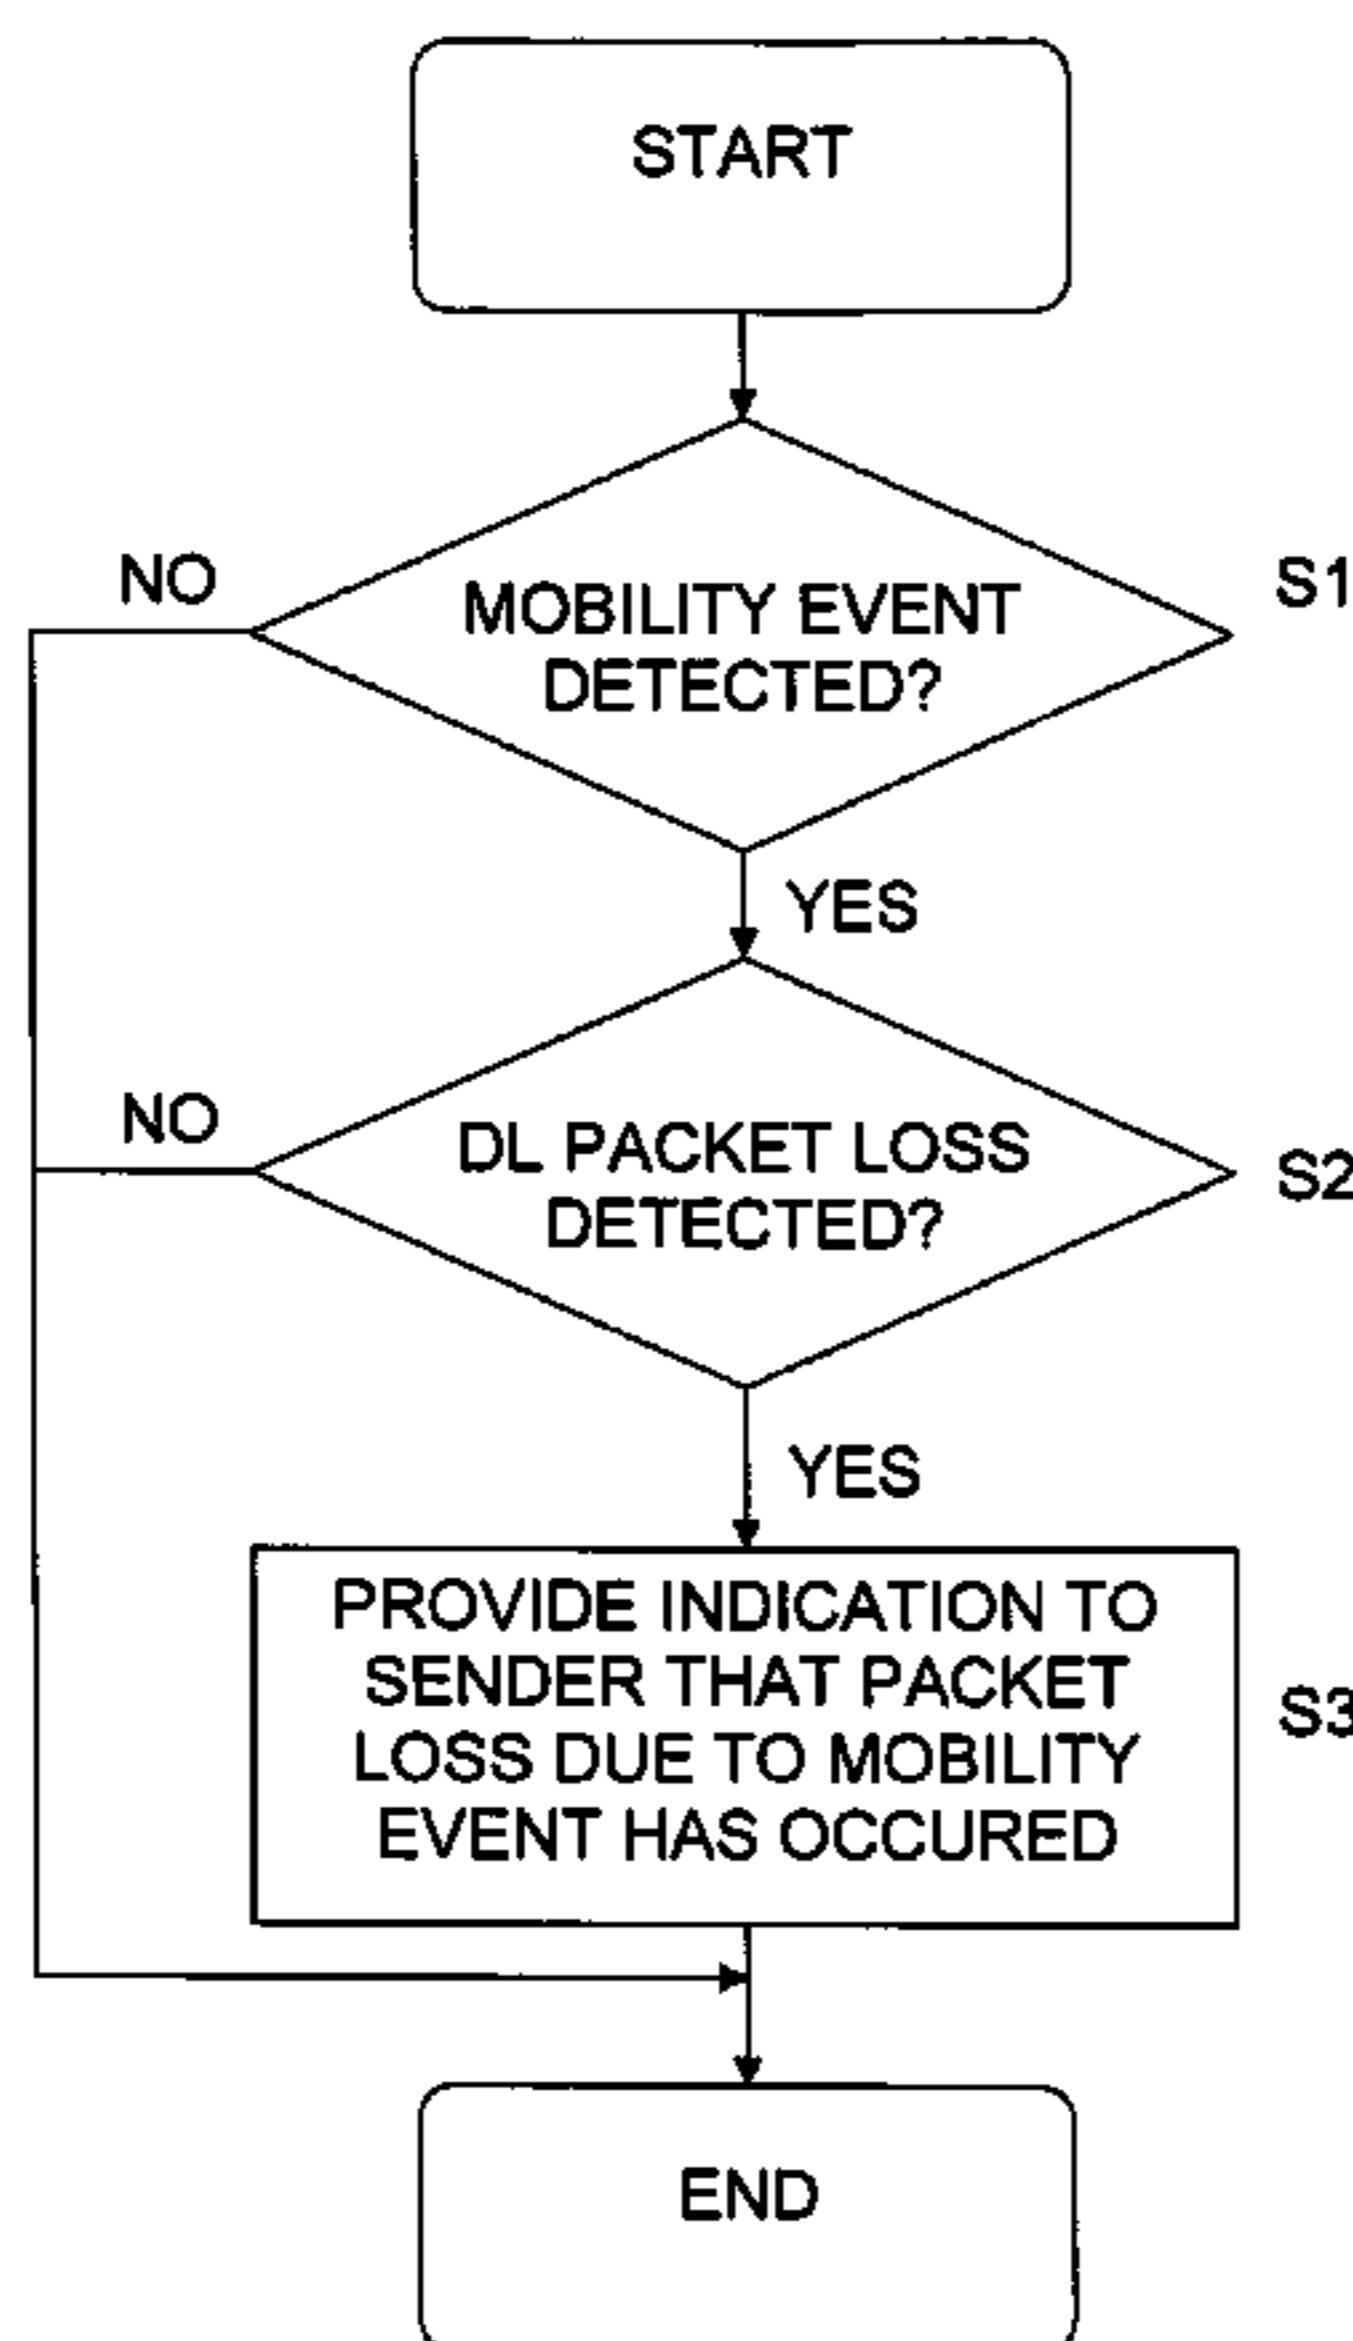 START
NO
MOBILITY EVENT
DETECTED?
S1
YES
NO
DL PACKET LOSS
DETECTED?
S2
YES
PROVIDE INDICATION TO
SENDER THAT PACKET
LOSS DUE TO MOBILITY
EVENT HAS OCCURED
S3
END